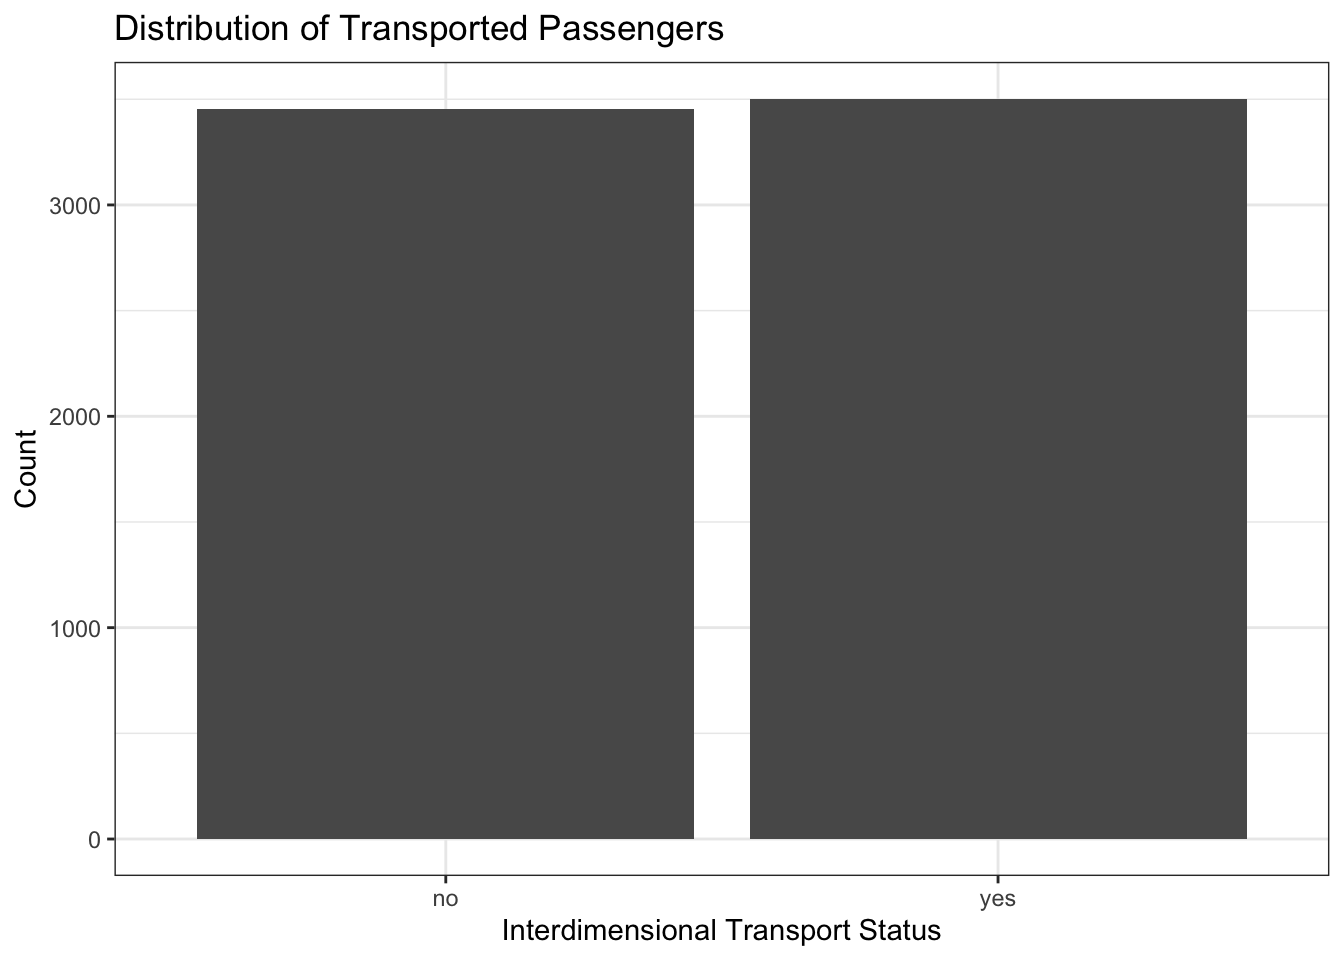 Distribution of Transported Passengers
3000
2000
1000
0
Count
no
yes
Interdimensional Transport Status